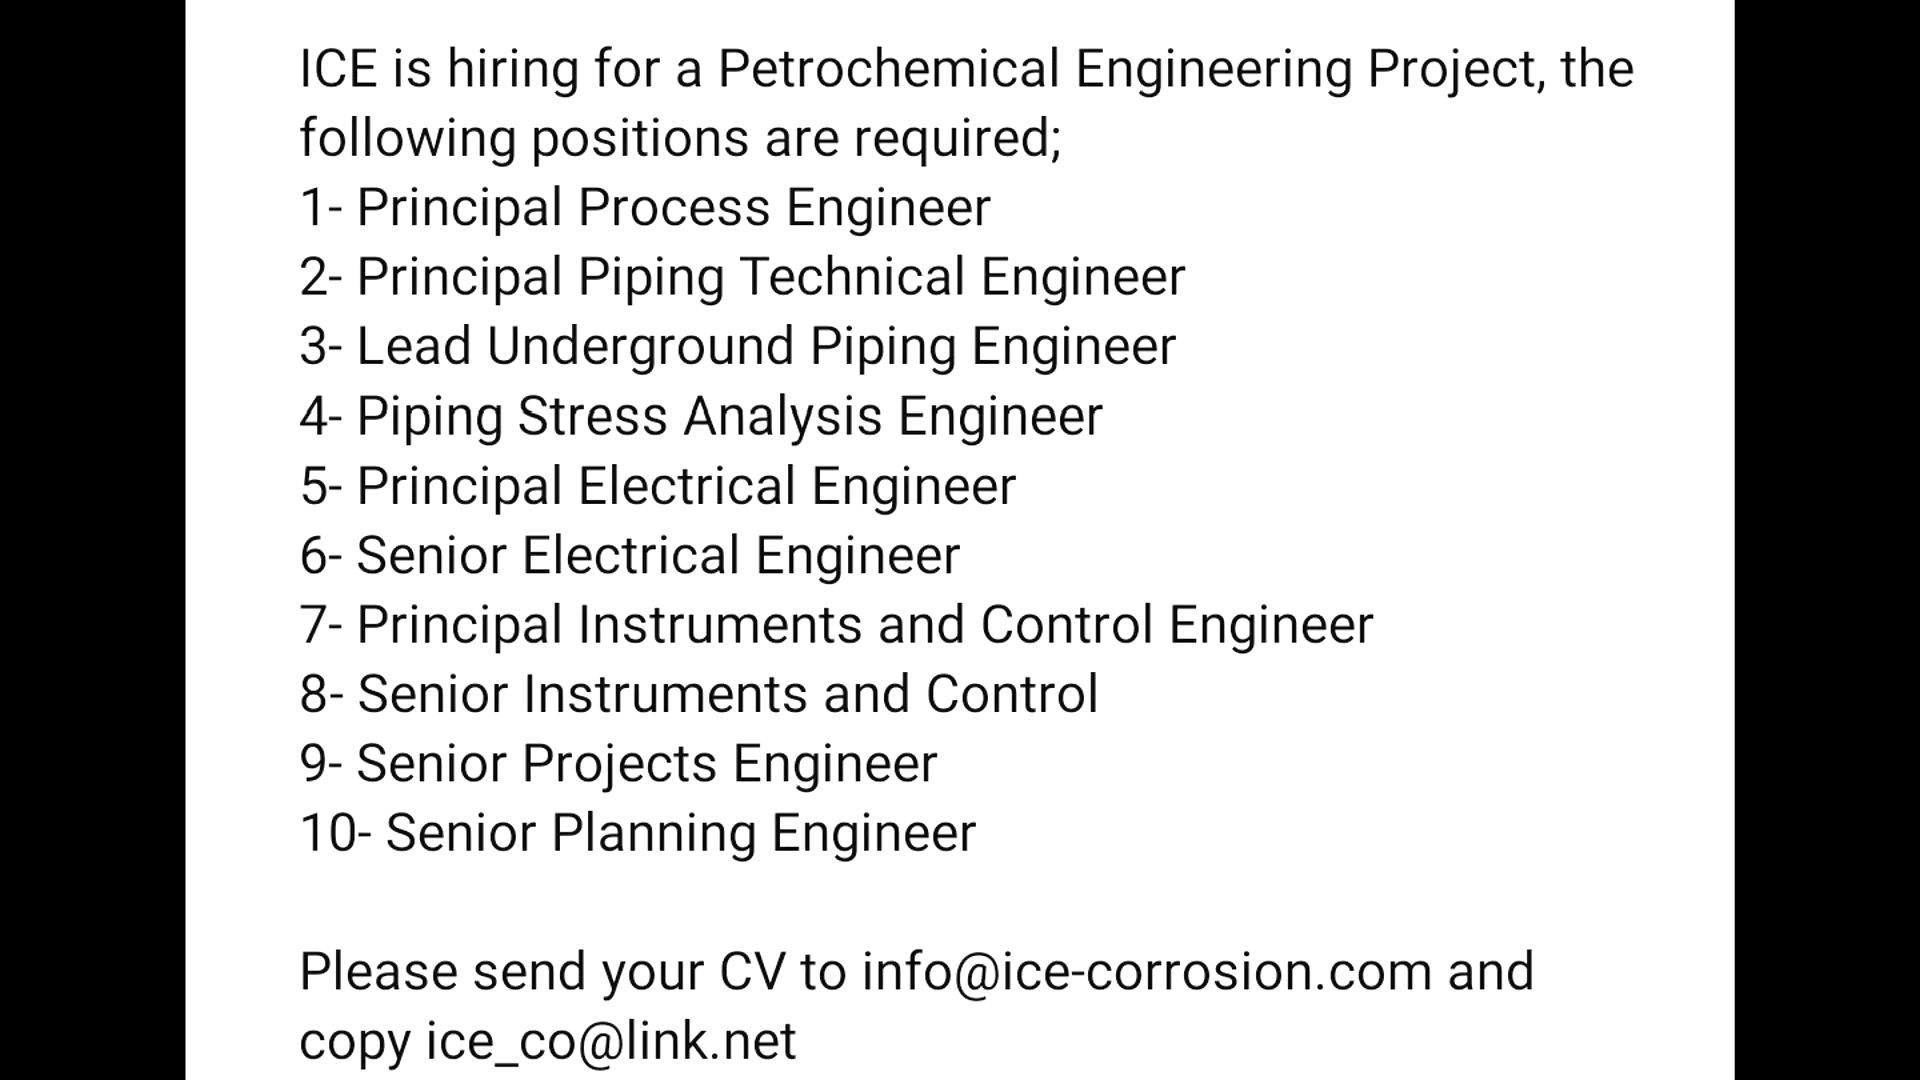 ICE is hiring for a Petrochemical Engineering Project, the
following positions are required;
1- Principal Process Engineer
2- Principal Piping Technical Engineer
3- Lead Underground Piping Engineer
4- Piping Stress Analysis Engineer
5- Principal Electrical Engineer
6- Senior Electrical Engineer
7- Principal Instruments and Control Engineer
8- Senior Instruments and Control
9- Senior Projects Engineer
10- Senior Planning Engineer
Please send your CV to info@ice-corrosion.com and
copy ice_co@link.net